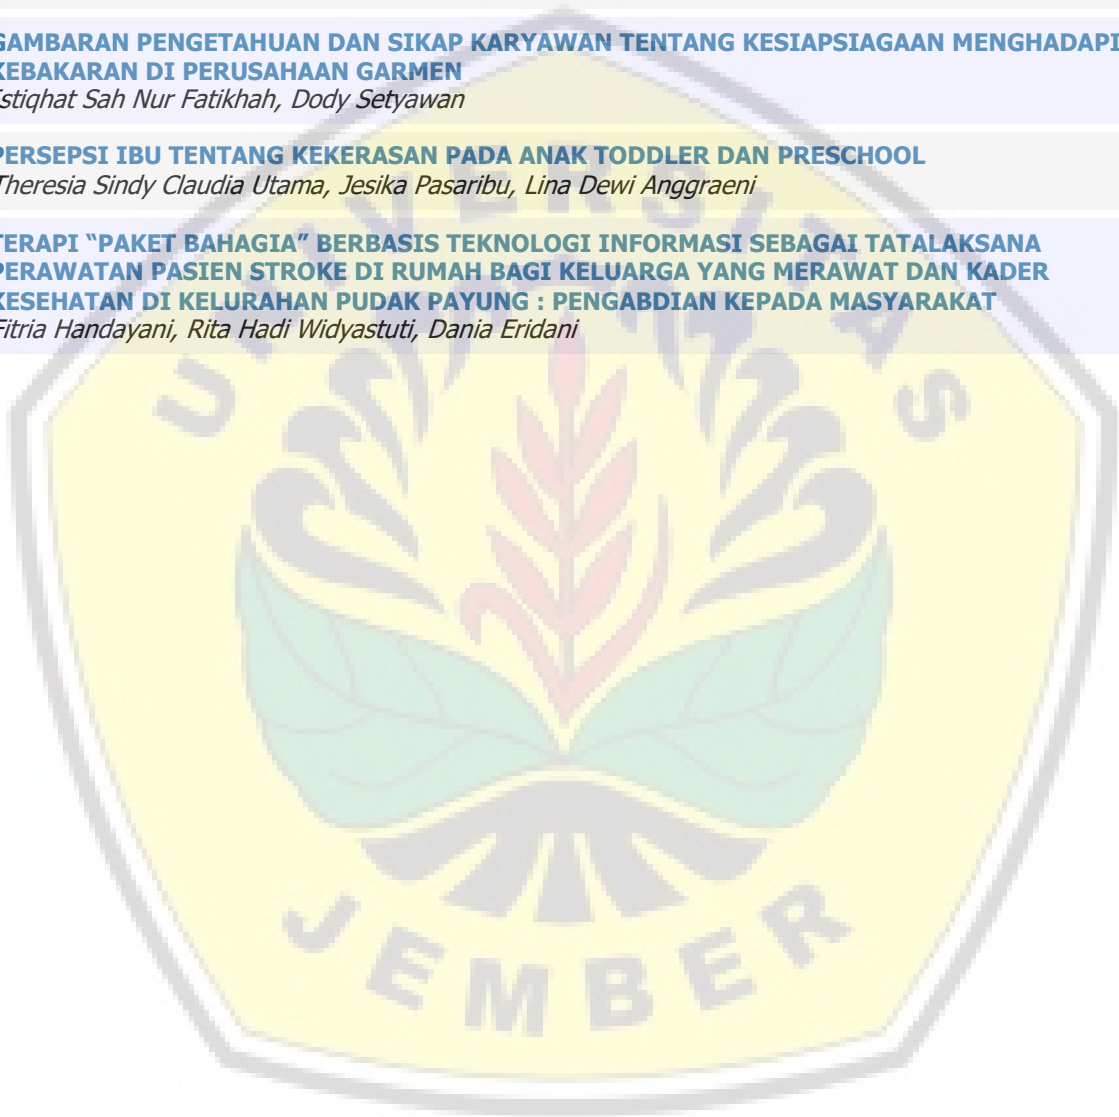 GAMBARAN PENGETAHUAN DAN SIKAP KARYAWAN TENTANG KESIAPSIAGAAN MENGHADAPI
KEBAKARAN DI PERUSAHAAN GARMEN
Istiqhat Sah Nur Fatikhah, Dody Setyawan
PERSEPSI IBU TENTANG KEKERASAN PADA ANAK TODDLER DAN PRESCHOOL
Theresia Sindy Claudia Utama, Jesika Pasaribu, Lina Dewi Anggraeni
TERAPI “PAKET BAHAGIA” BERBASIS TEKNOLOGI INFORMASI SEBAGAI TATALAKSANA
PERAWATAN PASIEN STROKE DI RUMAH BAGI KELUARGA YANG MERAWAT DAN KADER
KESEHATAN DI KELURAHAN PUDAK PAYUNG : PENGABDIAN KEPADA MASYARAKAT
Fitria Handayani, Rita Hadi Widyastuti, Dania Eridani
UNIVERSITAS
JEMBER